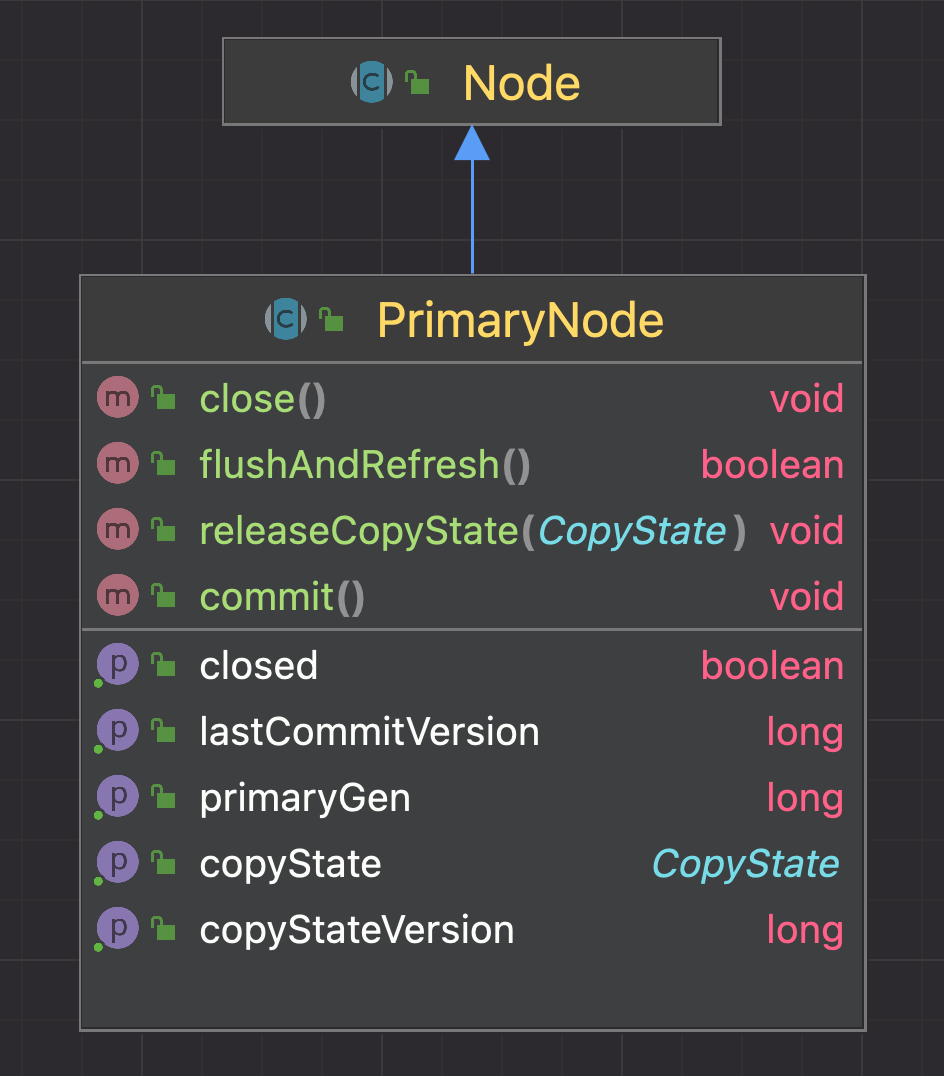 C Node
C PrimaryNode
m close() void
m flushAndRefresh() boolean
m releaseCopyState(CopyState ) void
m commit() void
p closed boolean
p lastCommitVersion long
p primaryGen long
p copyState CopyState
p copyStateVersion long